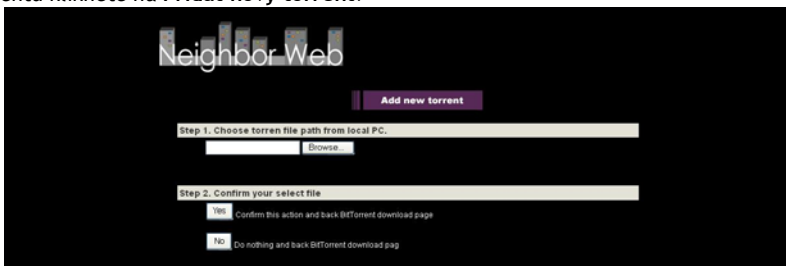 Neighbor Web
Add new torrent
Step 1. Choose torren file path from local PC.
Browse...
Step 2. Confirm your select file
Yes Confirm this action and back BitTorrent download page
No Do nothing and back BitTorrent download pag